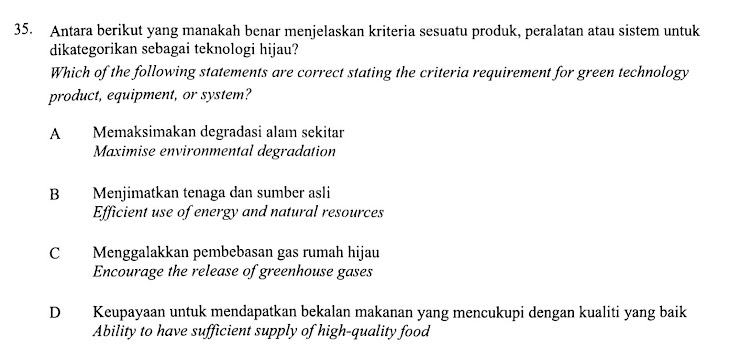 35. Antara berikut yang manakah benar menjelaskan kriteria sesuatu produk, peralatan atau sistem untuk
dikategorikan sebagai teknologi hijau?
Which of the following statements are correct stating the criteria requirement for green technology
product, equipment, or system?
A Memaksimakan degradasi alam sekitar
Maximise environmental degradation
B Menjimatkan tenaga dan sumber asli
Efficient use of energy and natural resources
C Menggalakkan pembebasan gas rumah hijau
Encourage the release of greenhouse gases
D Keupayaan untuk mendapatkan bekalan makanan yang mencukupi dengan kualiti yang baik
Ability to have sufficient supply of high-quality food